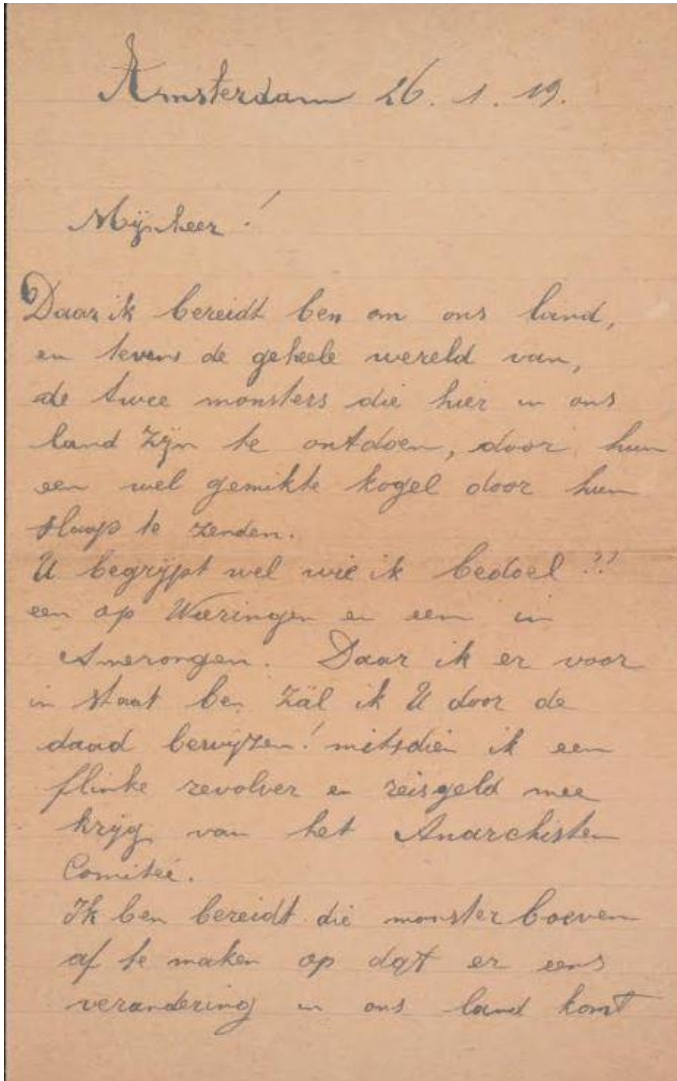 Amsterdam 26. 1. 19.
Mijnheer!
Daar ik bereidt ben om ons land,
en tevens de geheele wereld van,
de twee monsters die hier in ons
land zijn te ontdoen, door hun
een wel gemikte kogel door hun
slaap te zenden.
U begrijpt wel wie ik bedoel??
een op Wieringen en een in
Amerongen. Daar ik er voor
in staat ben zal ik U door de
daad bewijzen! mitsdien ik een
flinke revolver en reisgeld mee
krijg van het Anarchisten
Comiteé.
Ik ben bereidt die monster boeven
af te maken op dat er eens
verandering in ons land komt